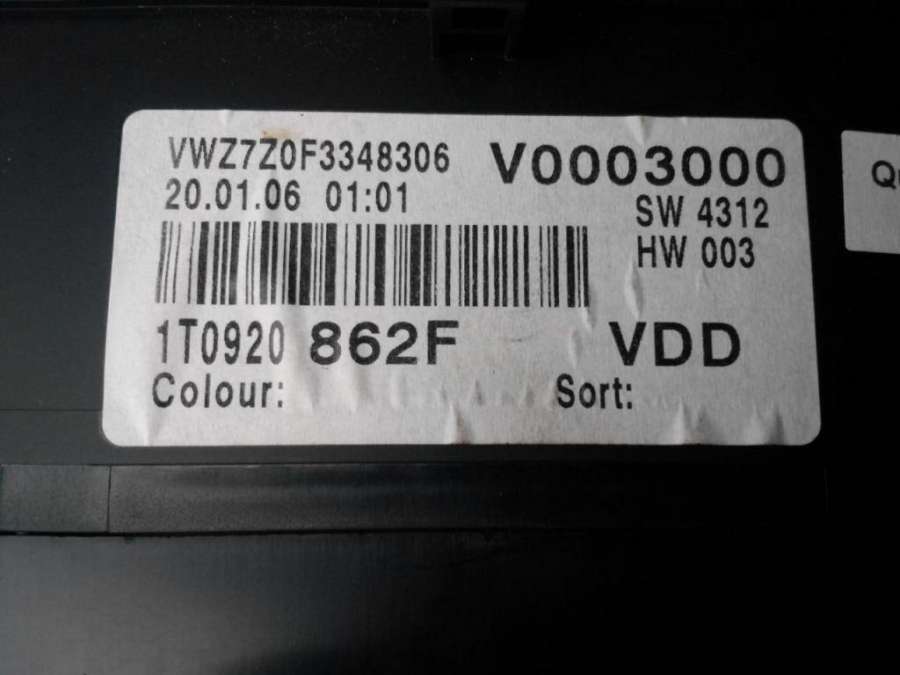 VWZ7Z0F3348306 V0003000
20.01.06 01:01 SW 4312
HW 003
1T0920 862F VDD
Colour: Sort: